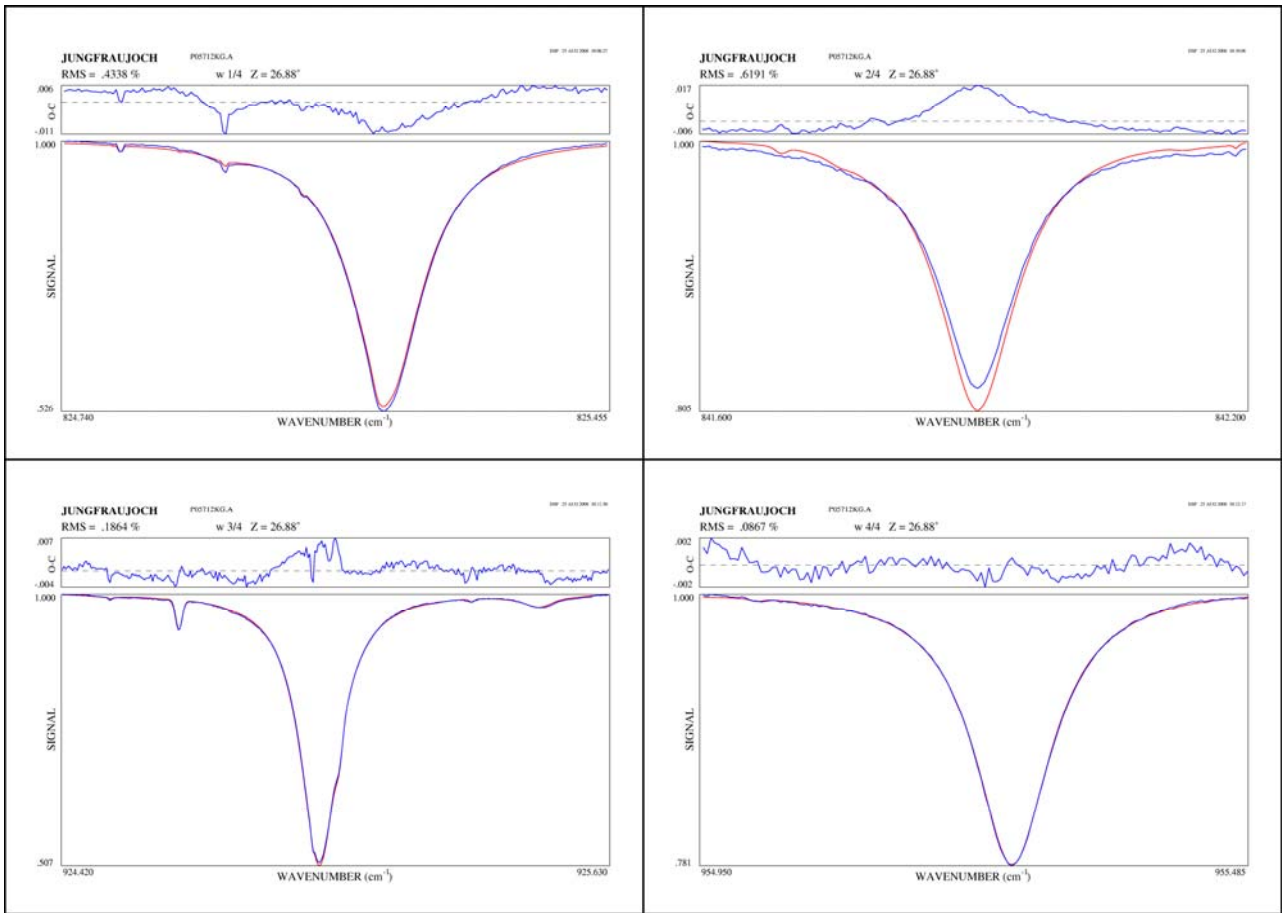 JUNGFRAUJOCH P05712KG.A
RMS = .4338 % w 1/4 Z = 26.88°
.006
O-C
-.011
1.000
SIGNAL
.526
824.740 825.455
WAVENUMBER (cm⁻¹)
JUNGFRAUJOCH P05712KG.A
RMS = .6191 % w 2/4 Z = 26.88°
.017
O-C
-.006
1.000
SIGNAL
.805
841.600 842.200
WAVENUMBER (cm⁻¹)
JUNGFRAUJOCH P05712KG.A
RMS = .1864 % w 3/4 Z = 26.88°
.007
O-C
-.004
1.000
SIGNAL
.507
924.420 925.630
WAVENUMBER (cm⁻¹)
JUNGFRAUJOCH P05712KG.A
RMS = .0867 % w 4/4 Z = 26.88°
.002
O-C
-.002
1.000
SIGNAL
.781
954.950 955.485
WAVENUMBER (cm⁻¹)